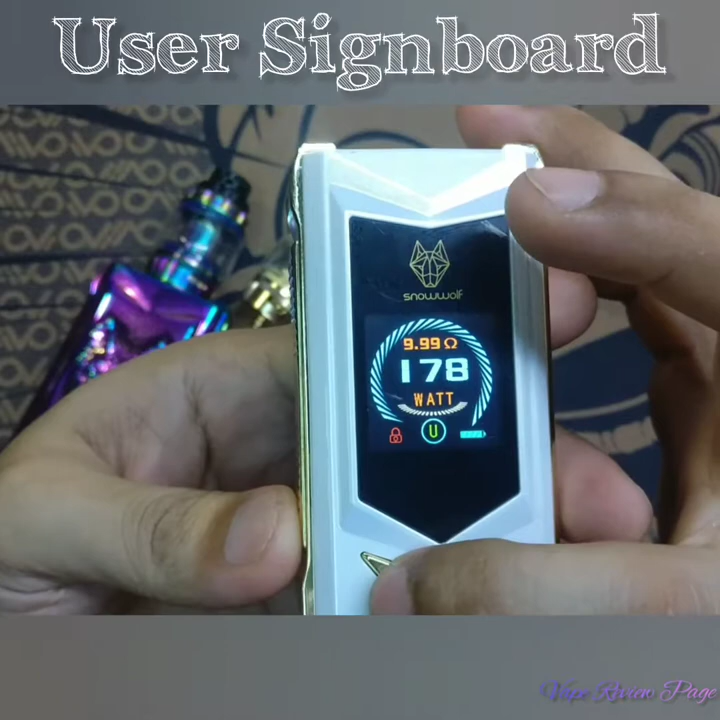 User Signboard
snowwolf
9.99 Ω
178
WATT
U
Vape Review Page